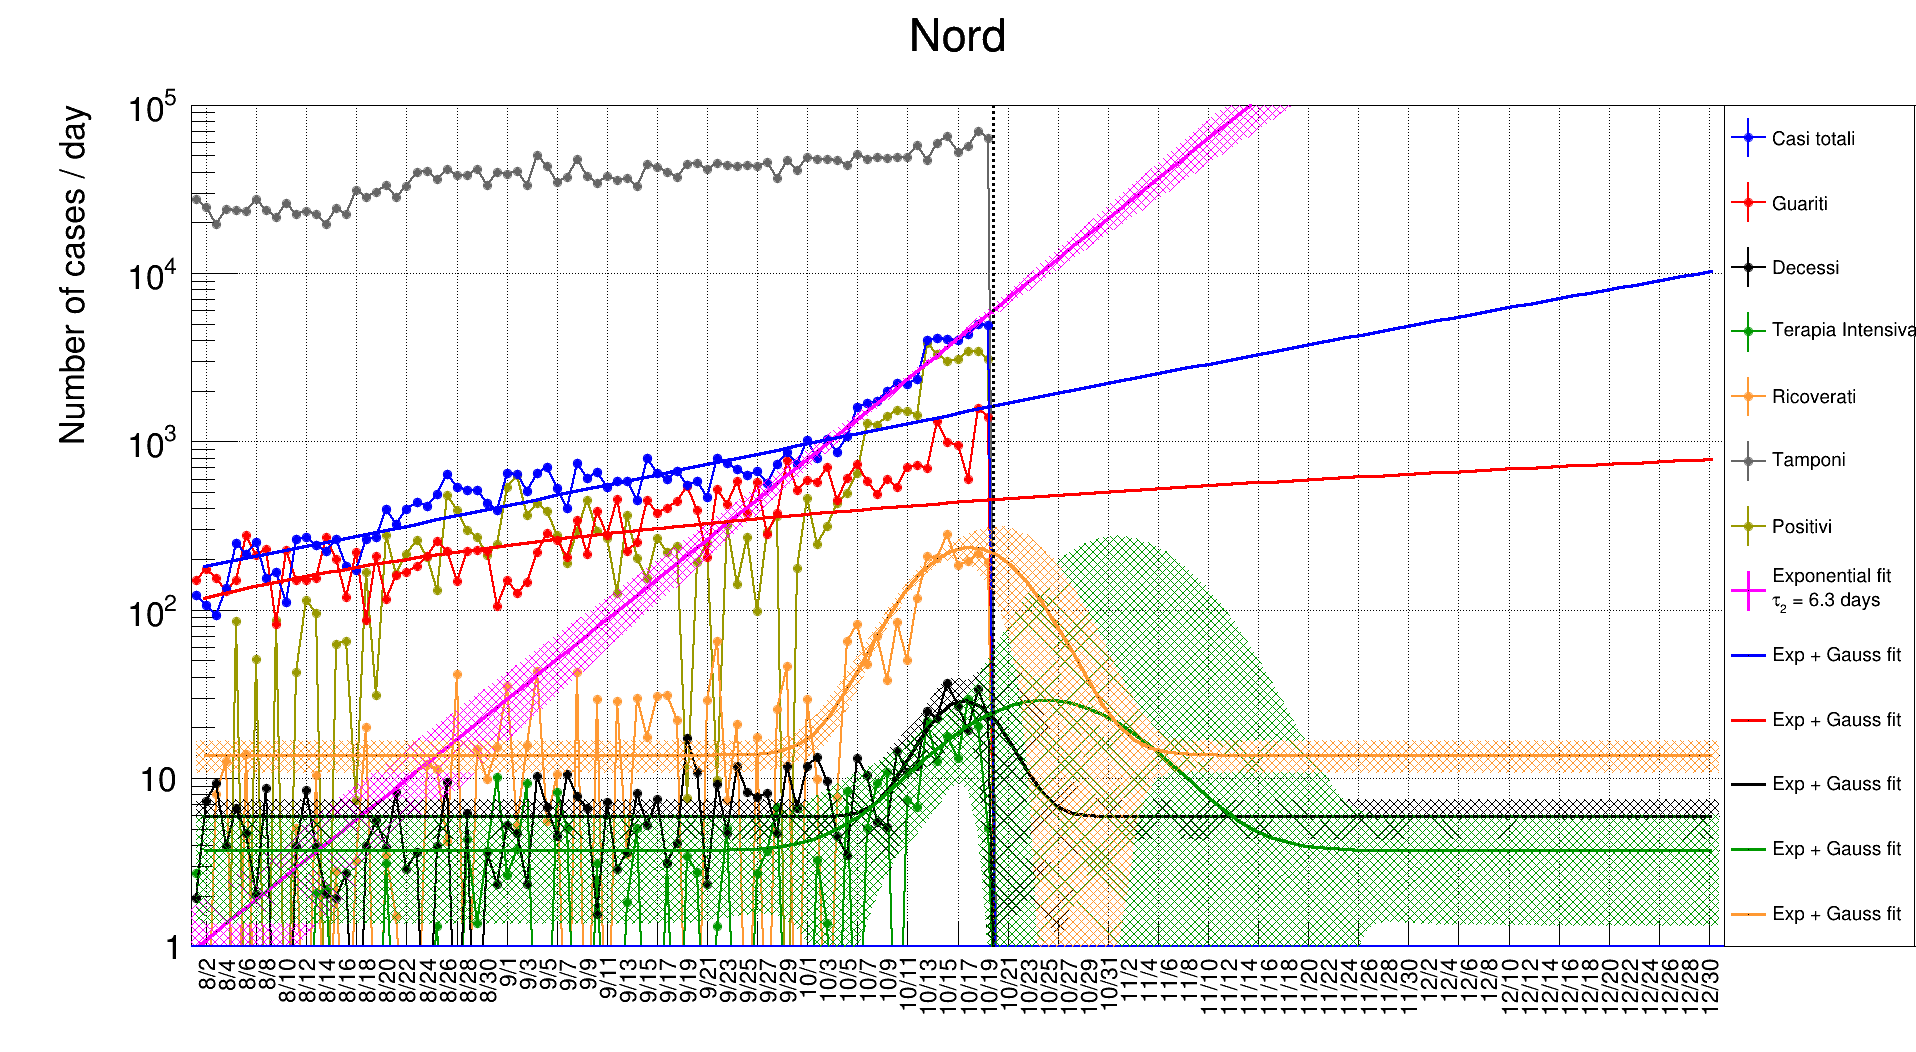 Nord
Number of cases / day
10^5
10^4
10^3
10^2
10
1
8/2 8/4 8/6 8/8 8/10 8/12 8/14 8/16 8/18 8/20 8/22 8/24 8/26 8/28 8/30 9/1 9/3 9/5 9/7 9/9 9/11 9/13 9/15 9/17 9/19 9/21 9/23 9/25 9/27 9/29 10/1 10/3 10/5 10/7 10/9 10/11 10/13 10/15 10/17 10/19 10/21 10/23 10/25 10/27 10/29 10/31 11/2 11/4 11/6 11/8 11/10 11/12 11/14 11/16 11/18 11/20 11/22 11/24 11/26 11/28 11/30 12/2 12/4 12/6 12/8 12/10 12/12 12/14 12/16 12/18 12/20 12/22 12/24 12/26 12/28 12/30
Casi totali
Guariti
Decessi
Terapia Intensiva
Ricoverati
Tamponi
Positivi
Exponential fit
τ2 = 6.3 days
Exp + Gauss fit
Exp + Gauss fit
Exp + Gauss fit
Exp + Gauss fit
Exp + Gauss fit